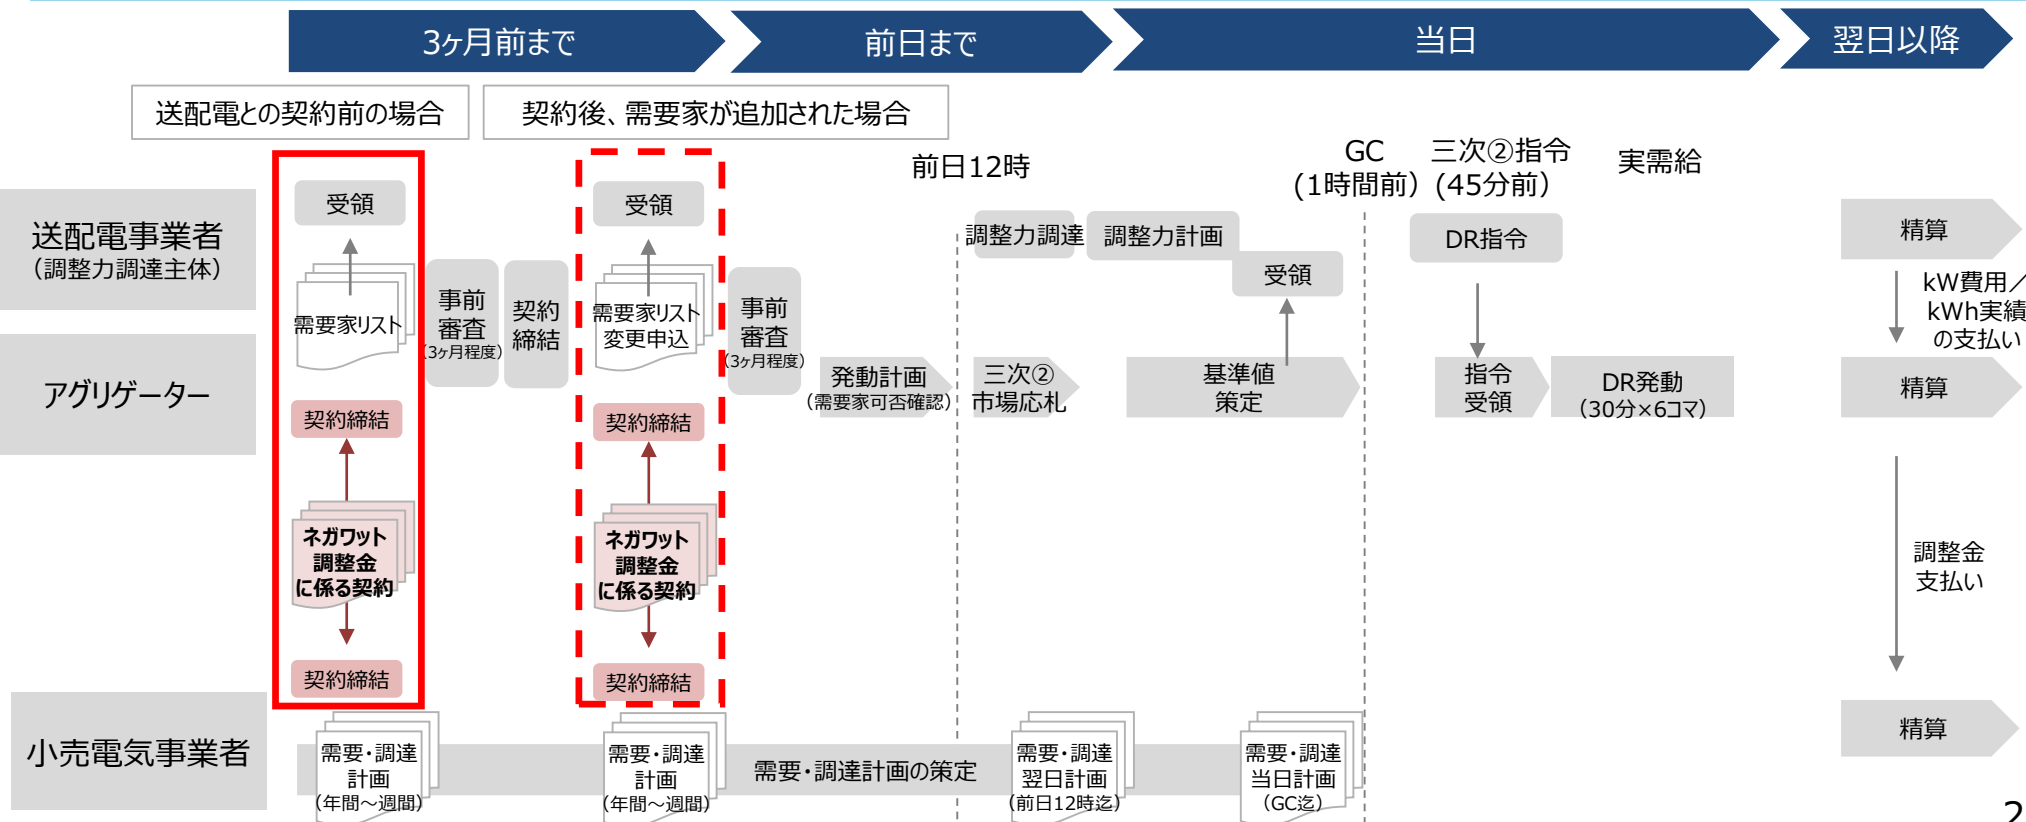 3ヶ月前まで
前日まで
当日
翌日以降
送配電との契約前の場合
契約後、需要家が追加された場合
前日12時
GC
(1時間前)
三次②指令
(45分前)
実需給
送配電事業者
(調整力調達主体)
受領
需要家リスト
事前
審査
(3ヶ月程度)
契約
締結
受領
需要家リスト
変更申込
事前
審査
(3ヶ月程度)
調整力調達
調整力計画
受領
DR指令
精算
kW費用/
kWh実績
の支払い
アグリゲーター
契約締結
契約締結
発動計画
(需要家可否確認)
三次②
市場応札
基準値
策定
指令
受領
DR発動
(30分×6コマ)
精算
ネガワット
調整金
に係る契約
ネガワット
調整金
に係る契約
調整金
支払い
契約締結
契約締結
小売電気事業者
需要・調達
計画
(年間~週間)
需要・調達
計画
(年間~週間)
需要・調達計画の策定
需要・調達
翌日計画
(前日12時迄)
需要・調達
当日計画
(GC迄)
精算
2